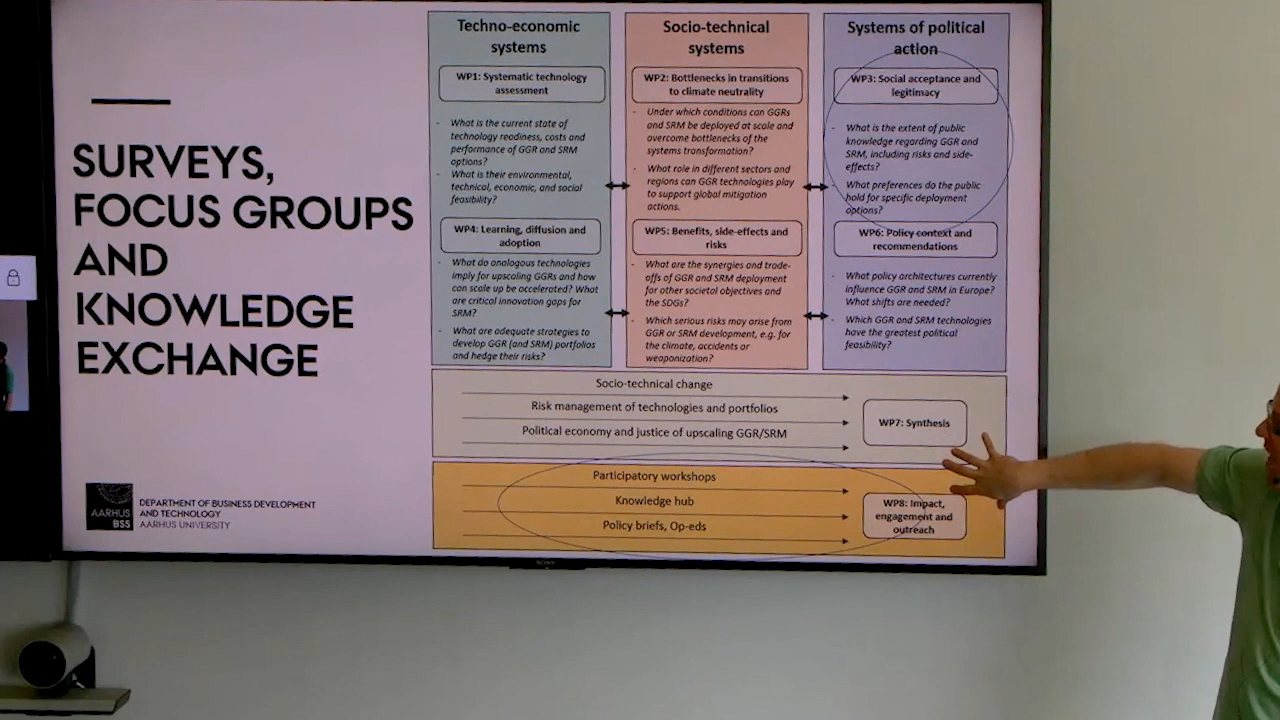 SURVEYS,
FOCUS GROUPS
AND
KNOWLEDGE
EXCHANGE
AARHUS
BSS
DEPARTMENT OF BUSINESS DEVELOPMENT
AND TECHNOLOGY
AARHUS UNIVERSITY
Techno-economic
systems
WP1: Systematic technology
assessment
- What is the current state of
technology readiness, costs and
performance of GGR and SRM
options?
- What is their environmental,
technical, economic, and social
feasibility?
WP4: Learning, diffusion and
adoption
- What do analogous technologies
imply for upscaling GGRs and how
can scale up be accelerated? What
are critical innovation gaps for
SRM?
- What are adequate strategies to
develop GGR (and SRM) portfolios
and hedge their risks?
Socio-technical
systems
WP2: Bottlenecks in transitions
to climate neutrality
- Under which conditions can GGRs
and SRM be deployed at scale and
overcome bottlenecks of the
systems transformation?
- What role in different sectors and
regions can GGR technologies play
to support global mitigation
actions.
WP5: Benefits, side-effects and
risks
- What are the synergies and trade-
offs of GGR and SRM deployment
for other societal objectives and
the SDGs?
- Which serious risks may arise from
GGR or SRM development, e.g. for
the climate, accidents or
weaponization?
Systems of political
action
WP3: Social acceptance and
legitimacy
- What is the extent of public
knowledge regarding GGR and
SRM, including risks and side-
effects?
- What preferences do the public
hold for specific deployment
options?
WP6: Policy context and
recommendations
- What policy architectures currently
influence GGR and SRM in Europe?
What shifts are needed?
- Which GGR and SRM technologies
have the greatest political
feasibility?
Socio-technical change
Risk management of technologies and portfolios
Political economy and justice of upscaling GGR/SRM
WP7: Synthesis
Participatory workshops
Knowledge hub
Policy briefs, Op-eds
WP8: Impact,
engagement and
outreach
SONY